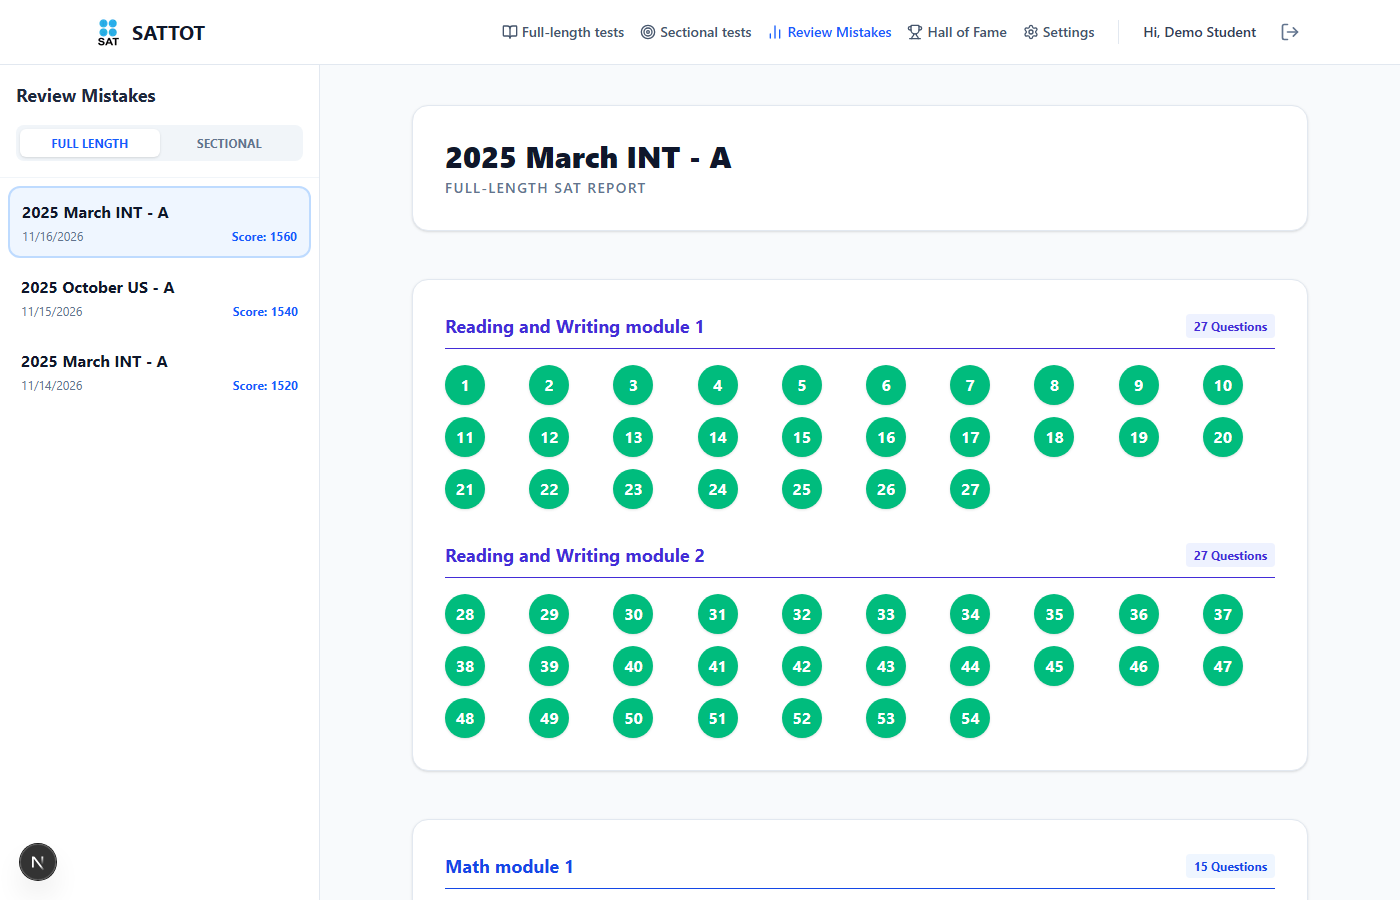 SAT
SATTOT
Full-length tests
Sectional tests
Review Mistakes
Hall of Fame
Settings
Hi, Demo Student
Review Mistakes
FULL LENGTH
SECTIONAL
2025 March INT - A
11/16/2026
Score: 1560
2025 October US - A
11/15/2026
Score: 1540
2025 March INT - A
11/14/2026
Score: 1520
N
2025 March INT - A
FULL-LENGTH SAT REPORT
Reading and Writing module 1
27 Questions
1 2 3 4 5 6 7 8 9 10
11 12 13 14 15 16 17 18 19 20
21 22 23 24 25 26 27
Reading and Writing module 2
27 Questions
28 29 30 31 32 33 34 35 36 37
38 39 40 41 42 43 44 45 46 47
48 49 50 51 52 53 54
Math module 1
15 Questions